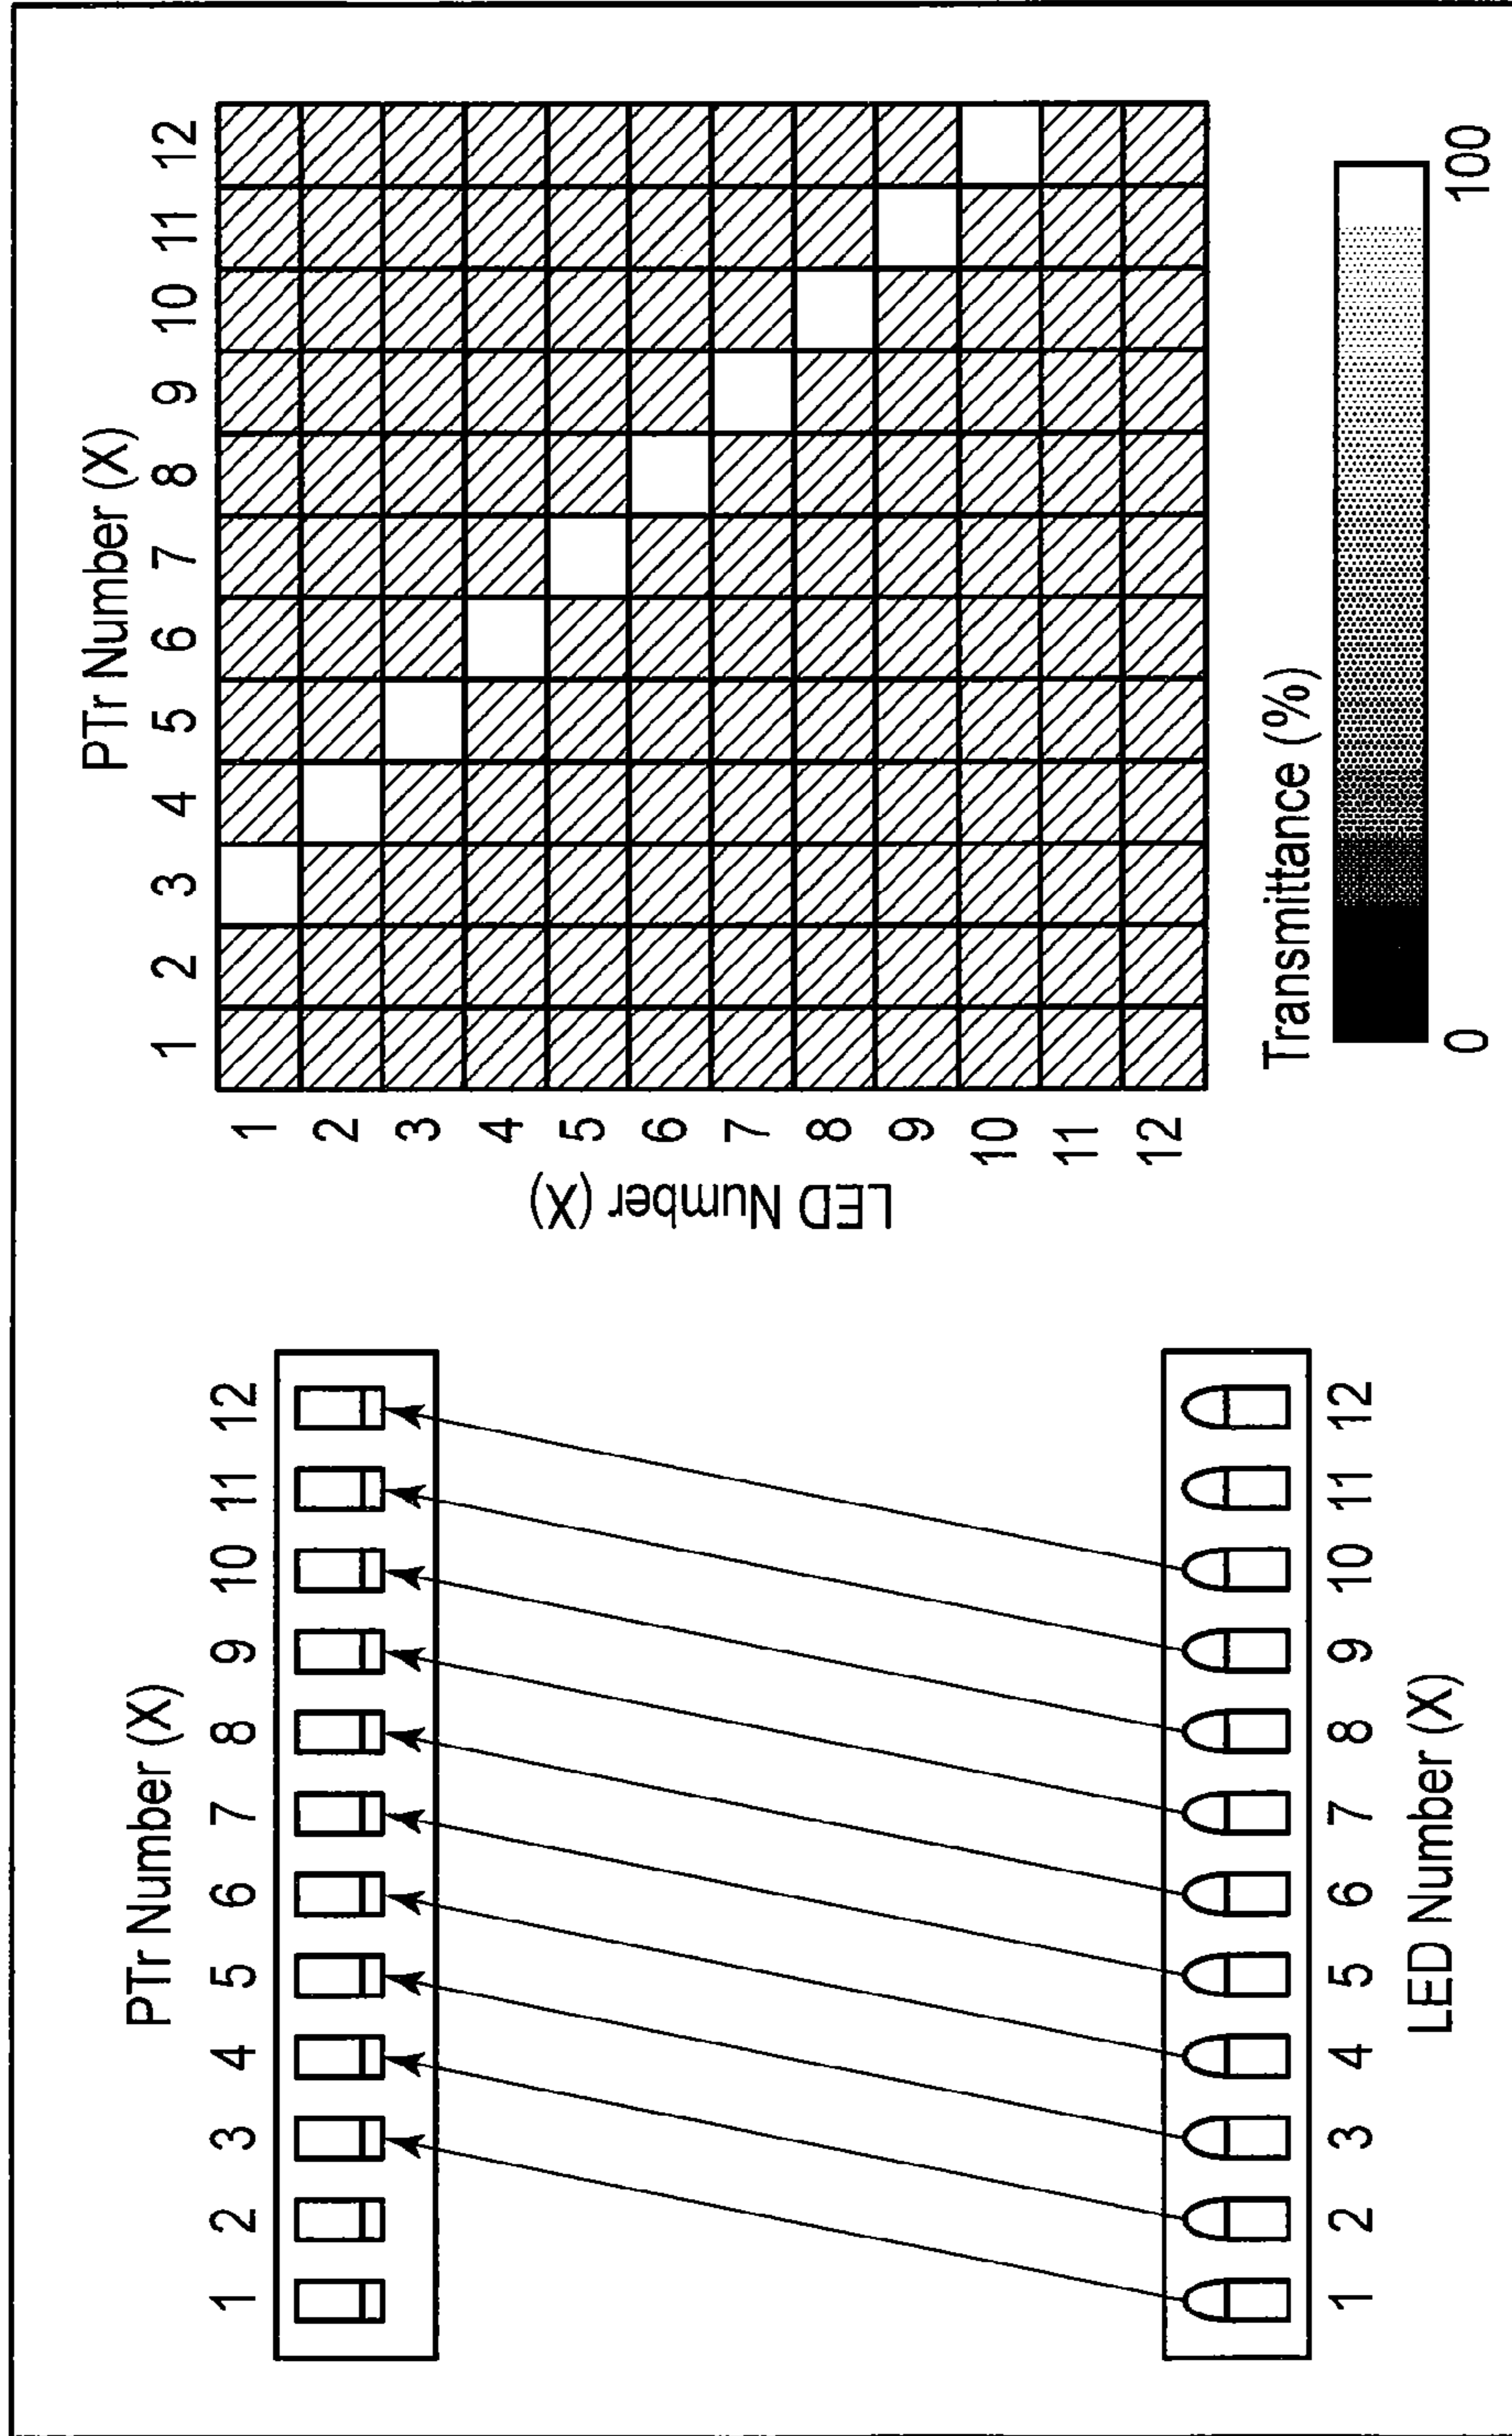 PTr Number (X)
1 2 3 4 5 6 7 8 9 10 11 12
1 2 3 4 5 6 7 8 9 10 11 12
LED Number (X)
PTr Number (X)
1 2 3 4 5 6 7 8 9 10 11 12
LED Number (X)
1
2
3
4
5
6
7
8
9
10
11
12
Transmittance (%)
0 100